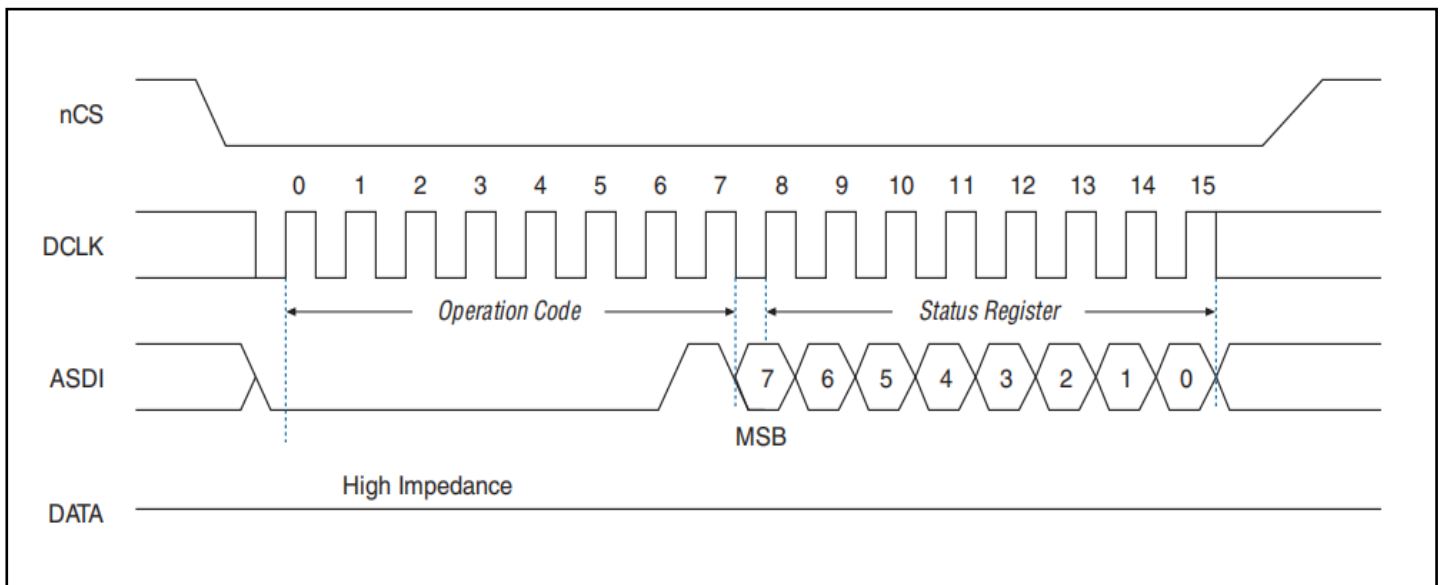 nCS
0 1 2 3 4 5 6 7 8 9 10 11 12 13 14 15
DCLK
Operation Code Status Register
ASDI 7 6 5 4 3 2 1 0
MSB
High Impedance
DATA